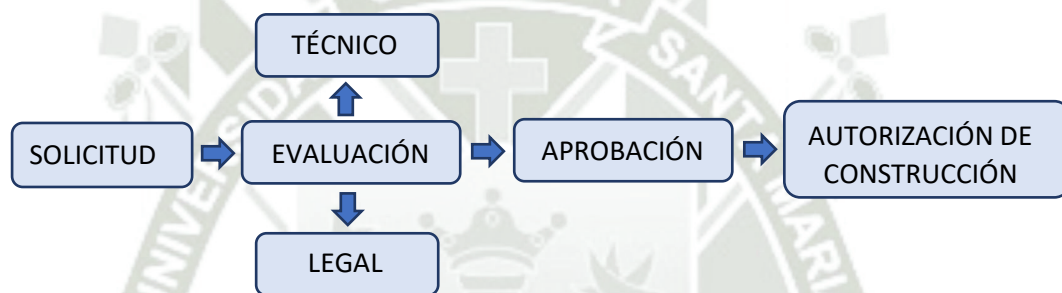 TÉCNICO
SOLICITUD
EVALUACIÓN
APROBACIÓN
AUTORIZACIÓN DE
CONSTRUCCIÓN
LEGAL